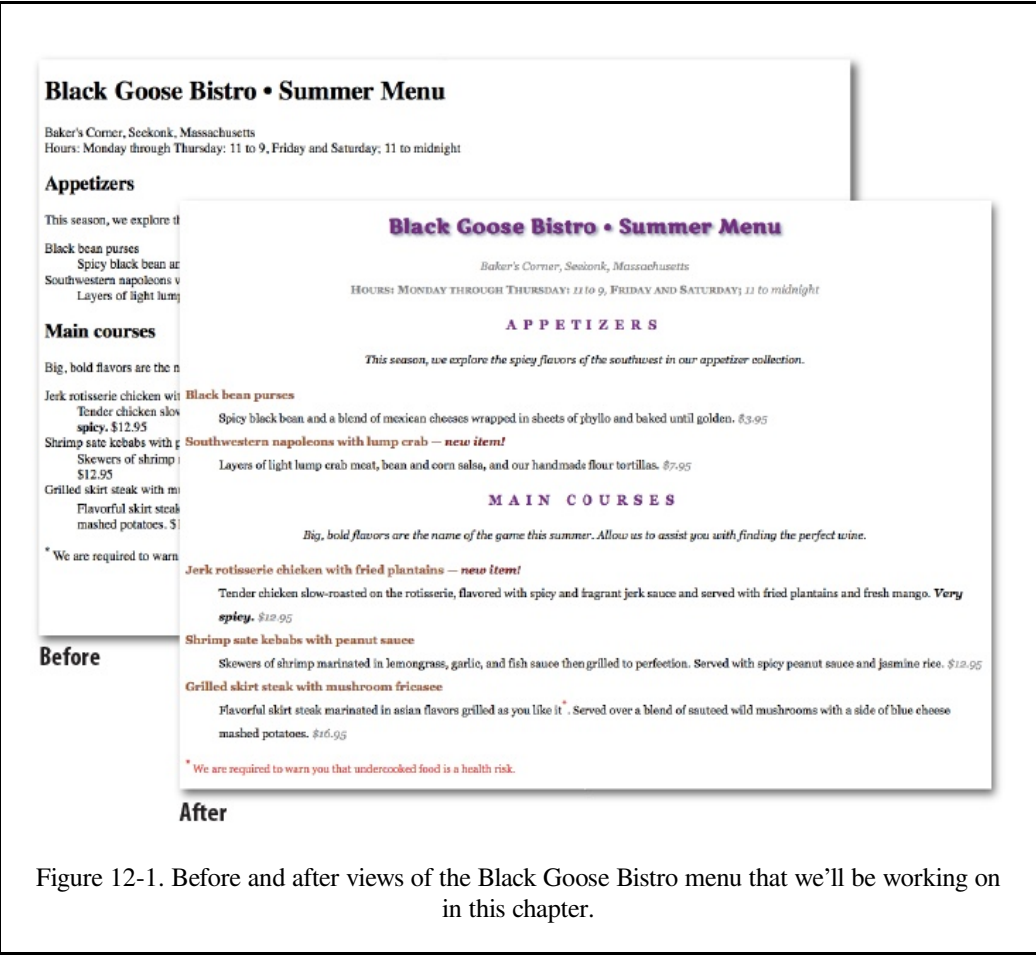 Black Goose Bistro • Summer Menu
Baker's Corner, Seekonk, Massachusetts
Hours: Monday through Thursday: 11 to 9, Friday and Saturday; 11 to midnight
Appetizers
This season, we explore
Black bean purses
Spicy black bean
Southwestern napoleons
Layers of light
Main courses
Big, bold flavors are the
Jerk rotisserie chicken
Tender chicken
spicy. $12.95
Shrimp sate kebabs with
Skewers of shrimp
$12.95
Grilled skirt steak with
Flavorful skirt steak
mashed potatoes.
* We are required to warn
Before
Black Goose Bistro • Summer Menu
Baker's Corner, Seekonk, Massachusetts
HOURS: MONDAY THROUGH THURSDAY: 11 to 9, FRIDAY AND SATURDAY; 11 to midnight
APPETIZERS
This season, we explore the spicy flavors of the southwest in our appetizer collection.
Black bean purses
Spicy black bean and a blend of mexican cheeses wrapped in sheets of phyllo and baked until golden. $3.95
Southwestern napoleons with lump crab — new item!
Layers of light lump crab meat, bean and corn salsa, and our handmade flour tortillas. $7.95
MAIN COURSES
Big, bold flavors are the name of the game this summer. Allow us to assist you with finding the perfect wine.
Jerk rotisserie chicken with fried plantains — new item!
Tender chicken slow-roasted on the rotisserie, flavored with spicy and fragrant jerk sauce and served with fried plantains and fresh mango. Very
spicy. $12.95
Shrimp sate kebabs with peanut sauce
Skewers of shrimp marinated in lemongrass, garlic, and fish sauce then grilled to perfection. Served with spicy peanut sauce and jasmine rice. $12.95
Grilled skirt steak with mushroom fricasee
Flavorful skirt steak marinated in asian flavors grilled as you like it*. Served over a blend of sauteed wild mushrooms with a side of blue cheese
mashed potatoes. $16.95
* We are required to warn you that undercooked food is a health risk.
After
Figure 12-1. Before and after views of the Black Goose Bistro menu that we'll be working on
in this chapter.